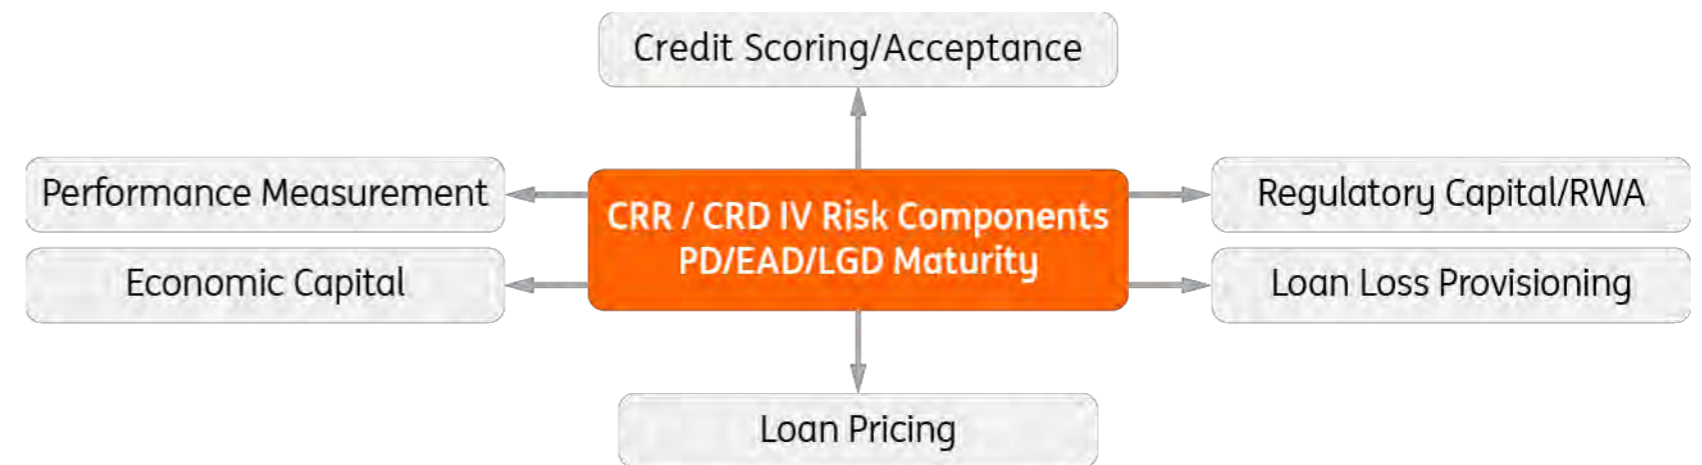 Credit Scoring/Acceptance
Performance Measurement
CRR / CRD IV Risk Components
PD/EAD/LGD Maturity
Regulatory Capital/RWA
Economic Capital
Loan Loss Provisioning
Loan Pricing